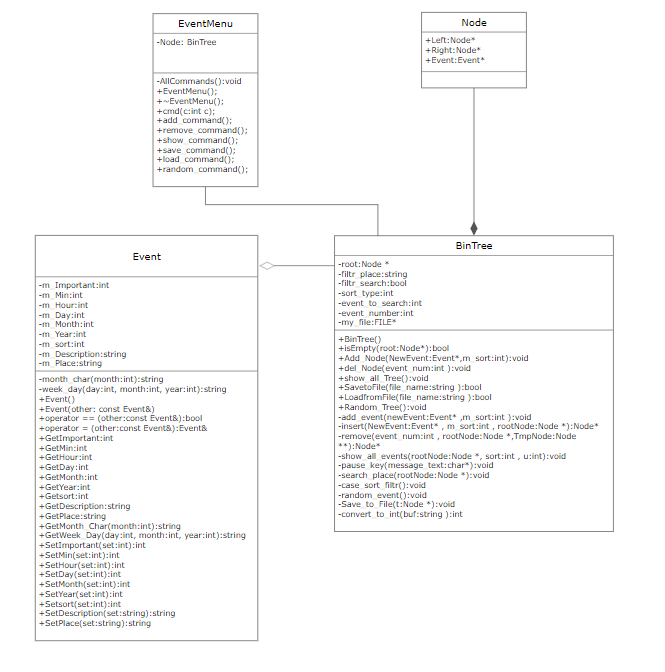 EventMenu
-Node: BinTree
-AllCommands():void
+EventMenu();
+~EventMenu();
+cmd(c:int c);
+add_command();
+remove_command();
+show_command();
+save_command();
+load_command();
+random_command();
Node
+Left:Node*
+Right:Node*
+Event:Event*
Event
-m_Important:int
-m_Min:int
-m_Hour:int
-m_Day:int
-m_Month:int
-m_Year:int
-m_sort:int
-m_Description:string
-m_Place:string
-month_char(month:int):string
-week_day(day:int, month:int, year:int):string
+Event()
+Event(other: const Event&)
+operator == (other:const Event&):bool
+operator = (other:const Event&):Event&
+GetImportant:int
+GetMin:int
+GetHour:int
+GetDay:int
+GetMonth:int
+GetYear:int
+Getsort:int
+GetDescription:string
+GetPlace:string
+GetMonth_Char(month:int):string
+GetWeek_Day(day:int, month:int, year:int):string
+SetImportant(set:int):int
+SetMin(set:int):int
+SetHour(set:int):int
+SetDay(set:int):int
+SetMonth(set:int):int
+SetYear(set:int):int
+Setsort(set:int):int
+SetDescription(set:string):string
+SetPlace(set:string):string
BinTree
-root:Node *
-filtr_place:string
-filtr_search:bool
-sort_type:int
-event_to_search:int
-event_number:int
-my_file:FILE*
+BinTree()
+isEmpty(root:Node*):bool
+Add_Node(NewEvent:Event*,m_sort:int):void
+del_Node(event_num:int ):void
+show_all_Tree():void
+SavetoFile(file_name:string ):bool
+LoadfromFile(file_name:string ):bool
+Random_Tree():void
-add_event(newEvent:Event* ,m_sort:int ):void
-insert(NewEvent:Event* , m_sort:int , rootNode:Node *):Node*
-remove(event_num:int , rootNode:Node *,TmpNode:Node
**):Node*
-show_all_events(rootNode:Node *, sort:int , u:int):void
-pause_key(message_text:char*):void
-search_place(rootNode:Node *):void
-case_sort_filtr():void
-random_event():void
-Save_to_File(t:Node *):void
-convert_to_int(buf:string ):int